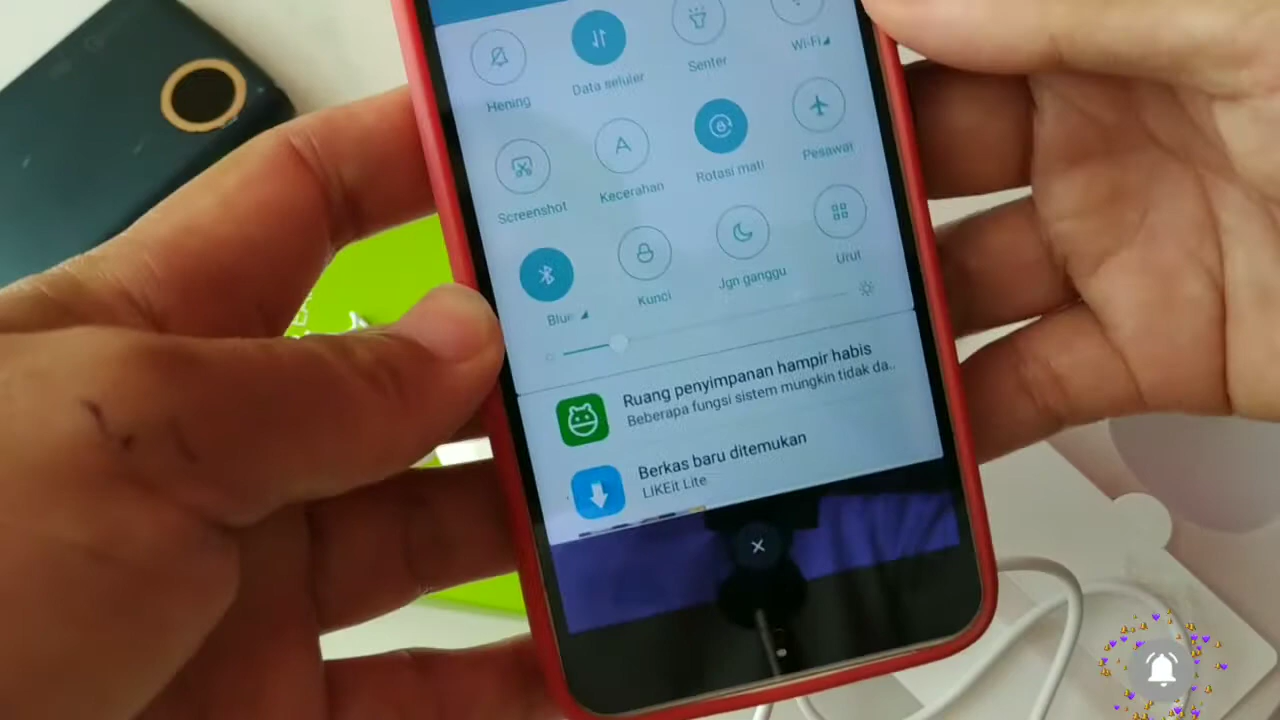 Hening
Data seluler
Senter
Wi-Fi
Screenshot
Kecerahan
Rotasi mati
Pesawat
Blue
Kunci
Jgn ganggu
Urut
Ruang penyimpanan hampir habis
Beberapa fungsi sistem mungkin tidak da..
Berkas baru ditemukan
LiKEit Lite